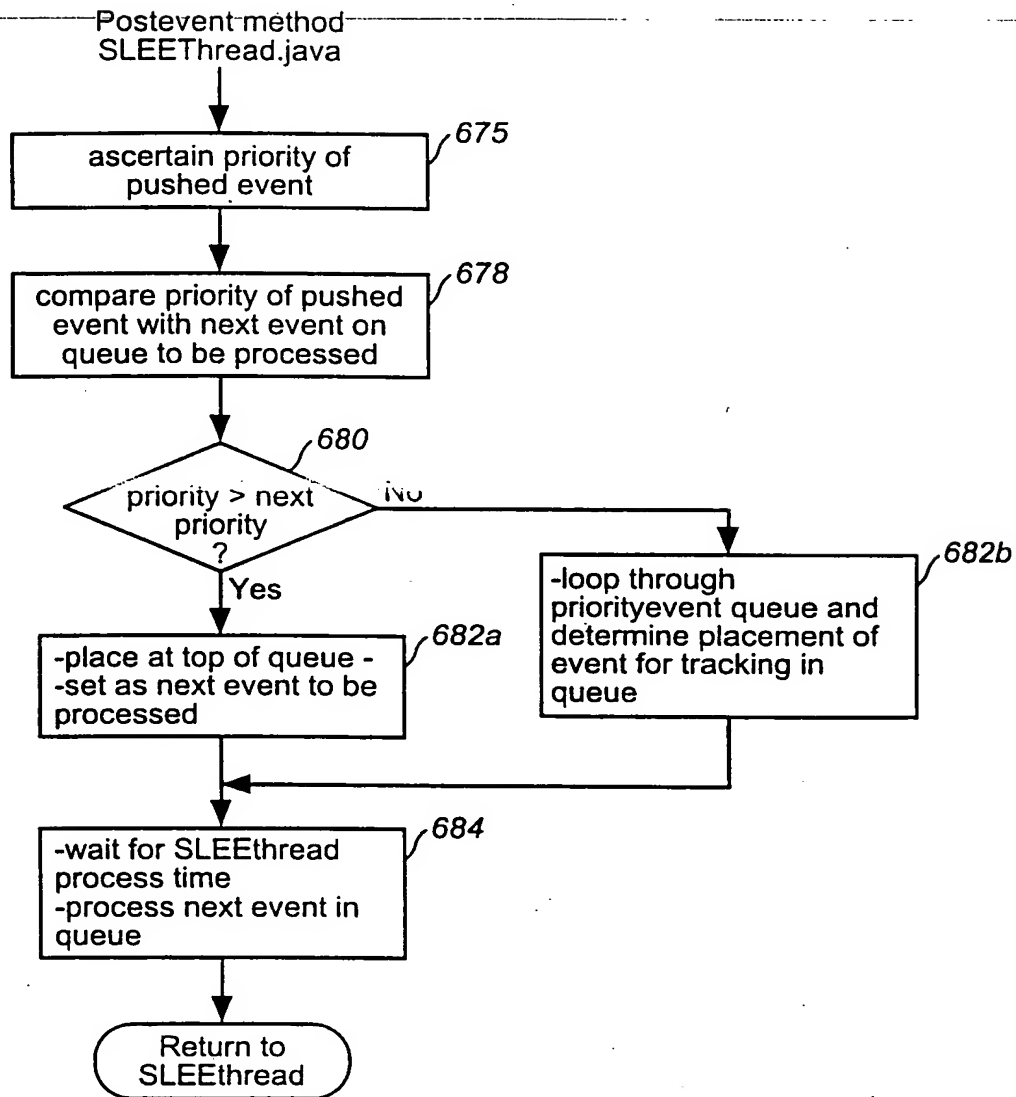 Postevent method
SLEEThread.java
675
ascertain priority of
pushed event
678
compare priority of pushed
event with next event on
queue to be processed
680
priority > next
priority
?
No
Yes
682b
-loop through
priorityevent queue and
determine placement of
event for tracking in
queue
682a
-place at top of queue -
-set as next event to be
processed
684
-wait for SLEEthread
process time
-process next event in
queue
Return to
SLEEthread